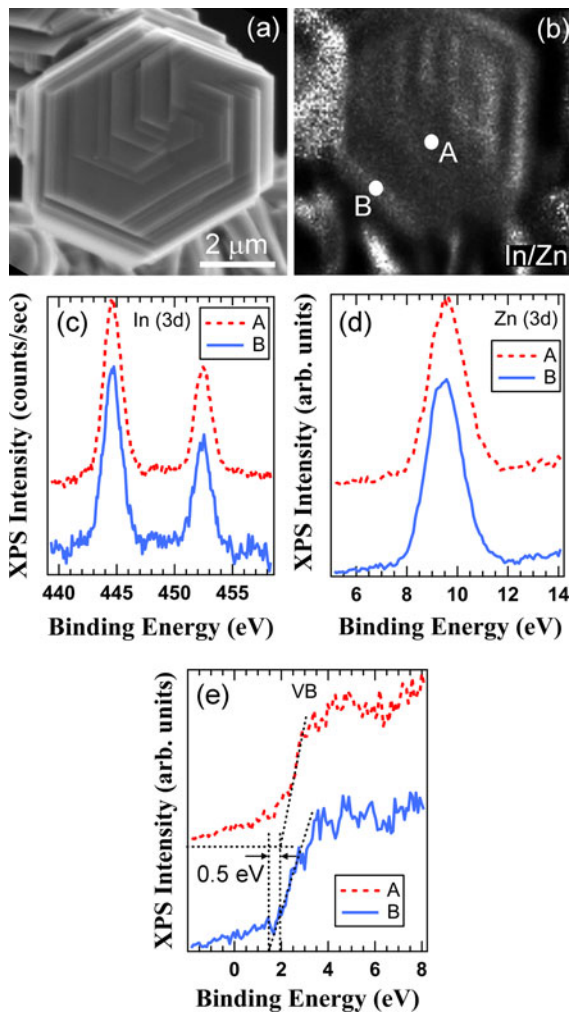 (a)
2 μm
(b)
A
B
In/Zn
(c)
In (3d)
A
B
XPS Intensity (counts/sec)
440 445 450 455
Binding Energy (eV)
(d)
Zn (3d)
A
B
XPS Intensity (arb. units)
6 8 10 12 14
Binding Energy (eV)
(e)
VB
0.5 eV
A
B
XPS Intensity (arb. units)
0 2 4 6 8
Binding Energy (eV)